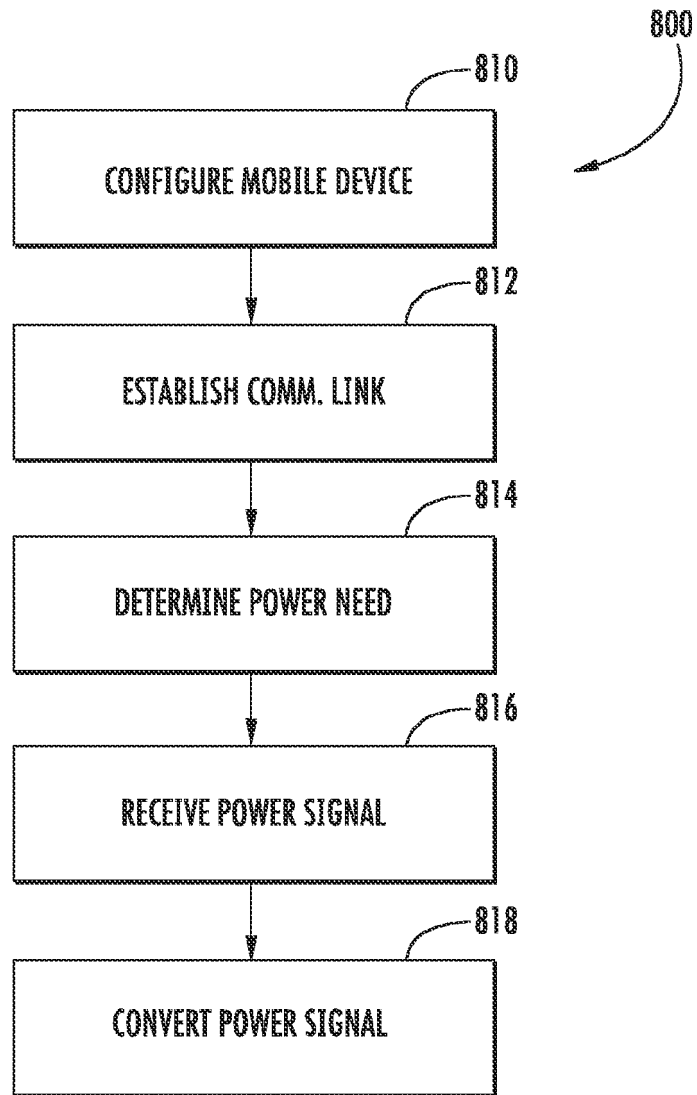 800
810
CONFIGURE MOBILE DEVICE
812
ESTABLISH COMM. LINK
814
DETERMINE POWER NEED
816
RECEIVE POWER SIGNAL
818
CONVERT POWER SIGNAL